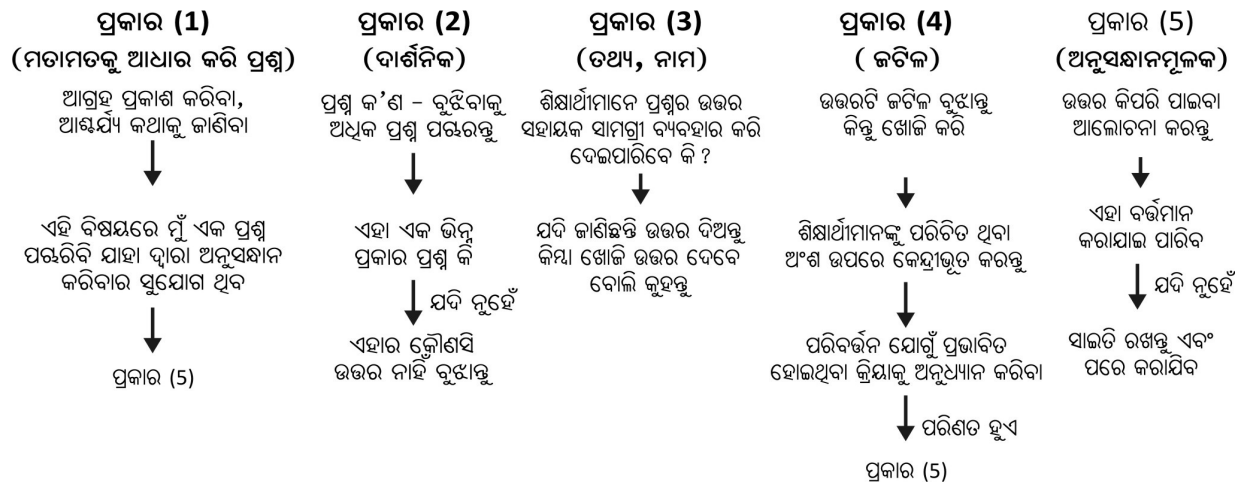 ପ୍ରକାର (1)
(ମତାମତକୁ ଆଧାର କରି ପ୍ରଶ୍ନ)
ଆଗ୍ରହ ପ୍ରକାଶ କରିବା,
ଆଶ୍ଚର୍ଯ୍ୟ କଥାକୁ ଜାଣିବା
ଏହି ବିଷୟରେ ମୁଁ ଏକ ପ୍ରଶ୍ନ
ପଚ୍ଚରିବି ଯାହା ଦ୍ୱାରା ଅନୁସନ୍ଧାନ
କରିବାର ସୁଯୋଗ ଥିବ
ପ୍ରକାର (5)
ପ୍ରକାର (2)
(ଦାର୍ଶନିକ)
ପ୍ରଶ୍ନ କ'ଣ – ବୁଝିବାକୁ
ଅଧିକ ପ୍ରଶ୍ନ ପଚ୍ଚରନ୍ତୁ
ଏହା ଏକ ଭିନ୍ନ
ପ୍ରକାର ପ୍ରଶ୍ନ କି
ଯଦି ନୁହେଁ
ଏହାର କୌଣସି
ଉତ୍ତର ନାହିଁ ବୁଝାନ୍ତୁ
ପ୍ରକାର (3)
(ତଥ୍ୟ, ନାମ)
ଶିକ୍ଷାର୍ଥୀମାନେ ପ୍ରଶ୍ନର ଉତ୍ତର
ସହାୟକ ସାମଗ୍ରୀ ବ୍ୟବହାର କରି
ଦେଇପାରିବେ କି ?
ଯଦି ଜାଣିଛନ୍ତି ଉତ୍ତର ଦିଅନ୍ତୁ
କିମ୍ବା ଖୋଜି ଉତ୍ତର ଦେବେ
ବୋଲି କୁହନ୍ତୁ
ପ୍ରକାର (4)
(ଜଟିଳ)
ଉତ୍ତରଟି ଜଟିଳ ବୁଝାନ୍ତୁ
କିନ୍ତୁ ଖୋଜି କରି
ଶିକ୍ଷାର୍ଥୀମାନଙ୍କୁ ପରିଚିତ ଥିବା
ଅଂଶ ଉପରେ କେନ୍ଦ୍ରୀଭୂତ କରନ୍ତୁ
ପରିବର୍ତ୍ତନ ଯୋଗୁଁ ପ୍ରଭାବିତ
ହୋଇଥିବା କ୍ରିୟାକୁ ଅନୁଧ୍ୟାନ କରିବା
ପରିଣତ ହୁଏ
ପ୍ରକାର (5)
ପ୍ରକାର (5)
(ଅନୁସନ୍ଧାନମୂଳକ)
ଉତ୍ତର କିପରି ପାଇବା
ଆଲୋଚନା କରନ୍ତୁ
ଏହା ବର୍ତ୍ତମାନ
କରାଯାଇ ପାରିବ
ଯଦି ନୁହେଁ
ସାଇତି ରଖନ୍ତୁ ଏବଂ
ପରେ କରାଯିବ